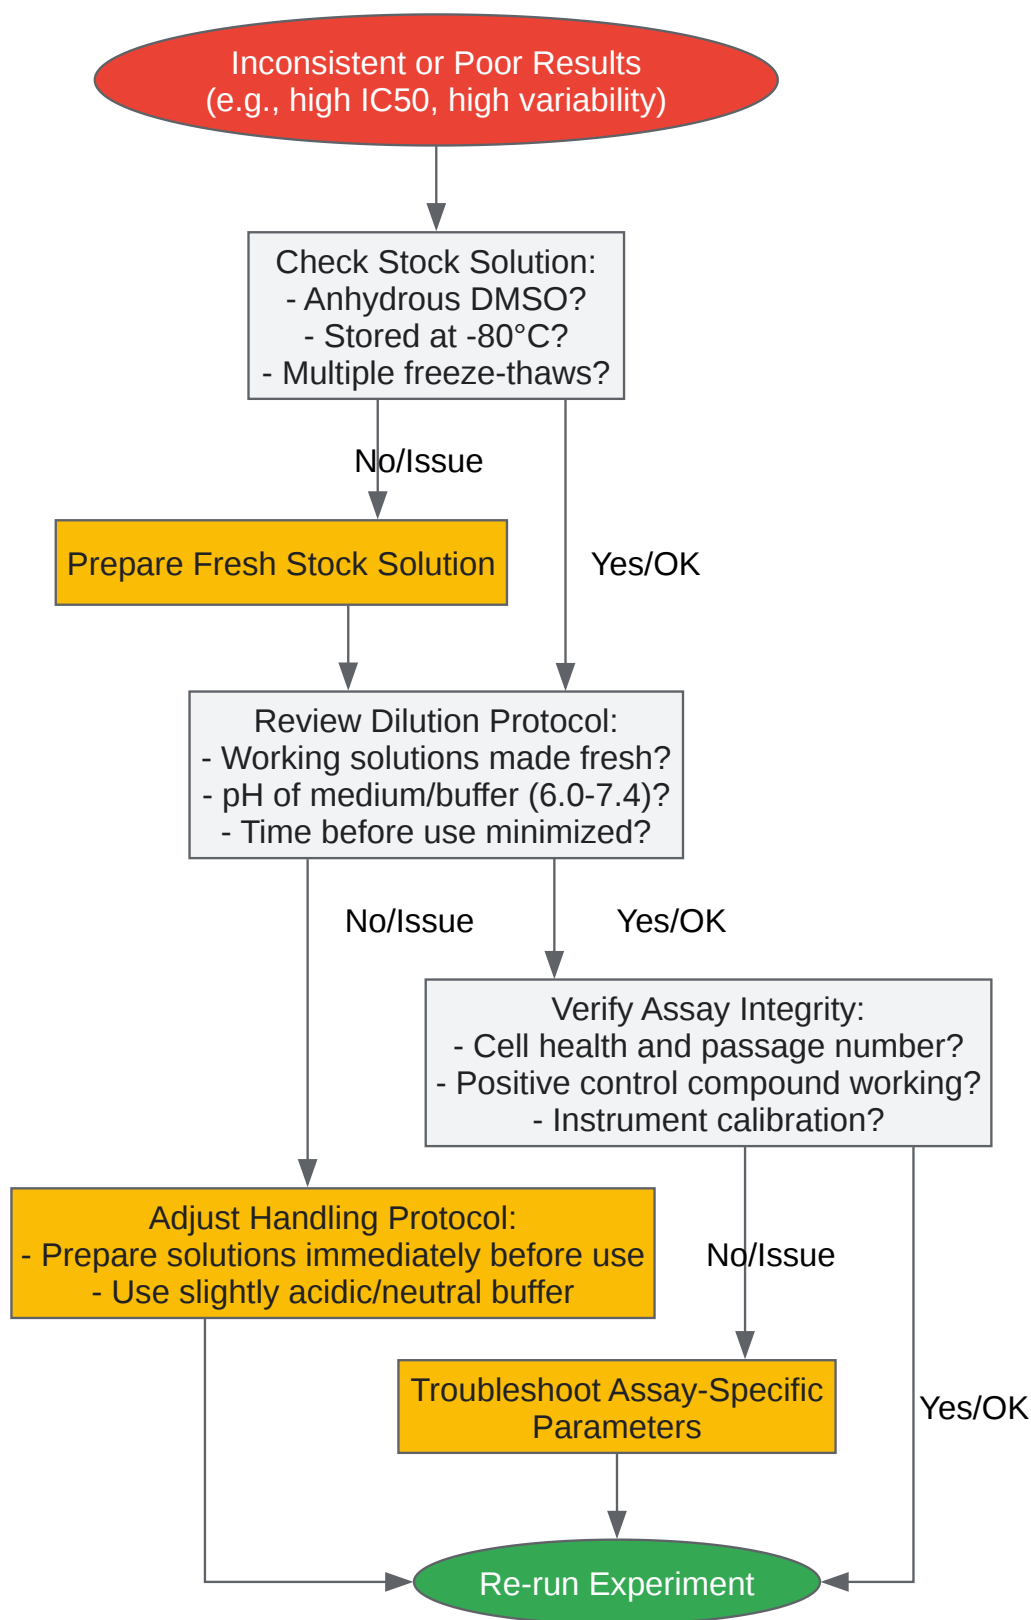 Inconsistent or Poor Results
(e.g., high IC50, high variability)
Check Stock Solution:
- Anhydrous DMSO?
- Stored at -80°C?
- Multiple freeze-thaws?
No/Issue
Prepare Fresh Stock Solution
Yes/OK
Review Dilution Protocol:
- Working solutions made fresh?
- pH of medium/buffer (6.0-7.4)?
- Time before use minimized?
No/Issue
Yes/OK
Verify Assay Integrity:
- Cell health and passage number?
- Positive control compound working?
- Instrument calibration?
Adjust Handling Protocol:
- Prepare solutions immediately before use
- Use slightly acidic/neutral buffer
No/Issue
Troubleshoot Assay-Specific
Parameters
Yes/OK
Re-run Experiment